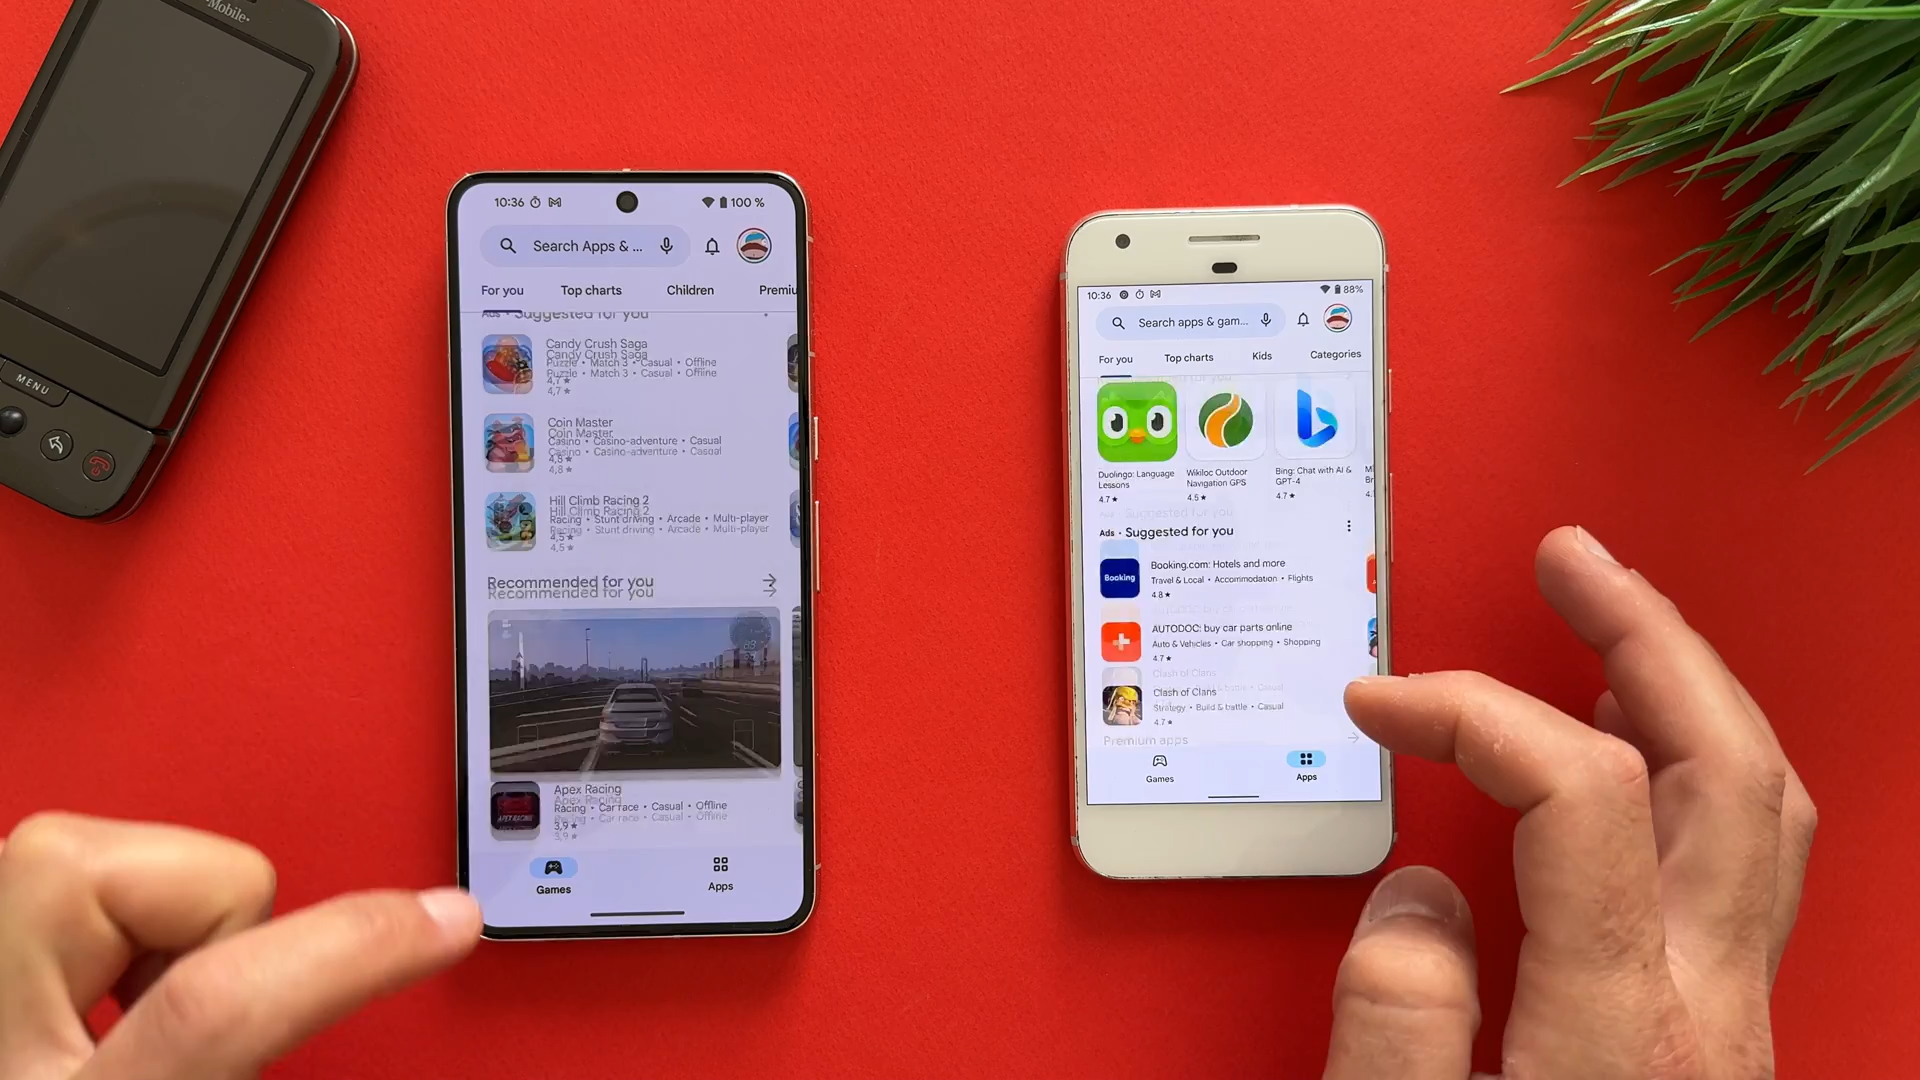 ·Mobile·
MENU
10:36
100 %
Search Apps & ...
For you
Top charts
Children
Premiu
Ads • Suggested for you
Candy Crush Saga
Puzzle • Match 3 • Casual • Offline
4,7 ★
Coin Master
Casino • Casino-adventure • Casual
4,8 ★
Hill Climb Racing 2
Racing • Stunt driving • Arcade • Multi-player
4,5 ★
Recommended for you
Apex Racing
Racing • Car race • Casual • Offline
3,9 ★
Games
Apps
10:36
88%
Search apps & gam...
For you
Top charts
Kids
Categories
Duolingo: Language
Lessons
4.7 ★
Wikiloc Outdoor
Navigation GPS
4.5 ★
Bing: Chat with AI &
GPT-4
4.7 ★
Ads • Suggested for you
Booking
Booking.com: Hotels and more
Travel & Local • Accommodation • Flights
4.8 ★
AUTODOC: buy car parts online
Auto & Vehicles • Car shopping • Shopping
4.7 ★
Clash of Clans
Strategy • Build & battle • Casual
4.7 ★
Premium apps
Games
Apps